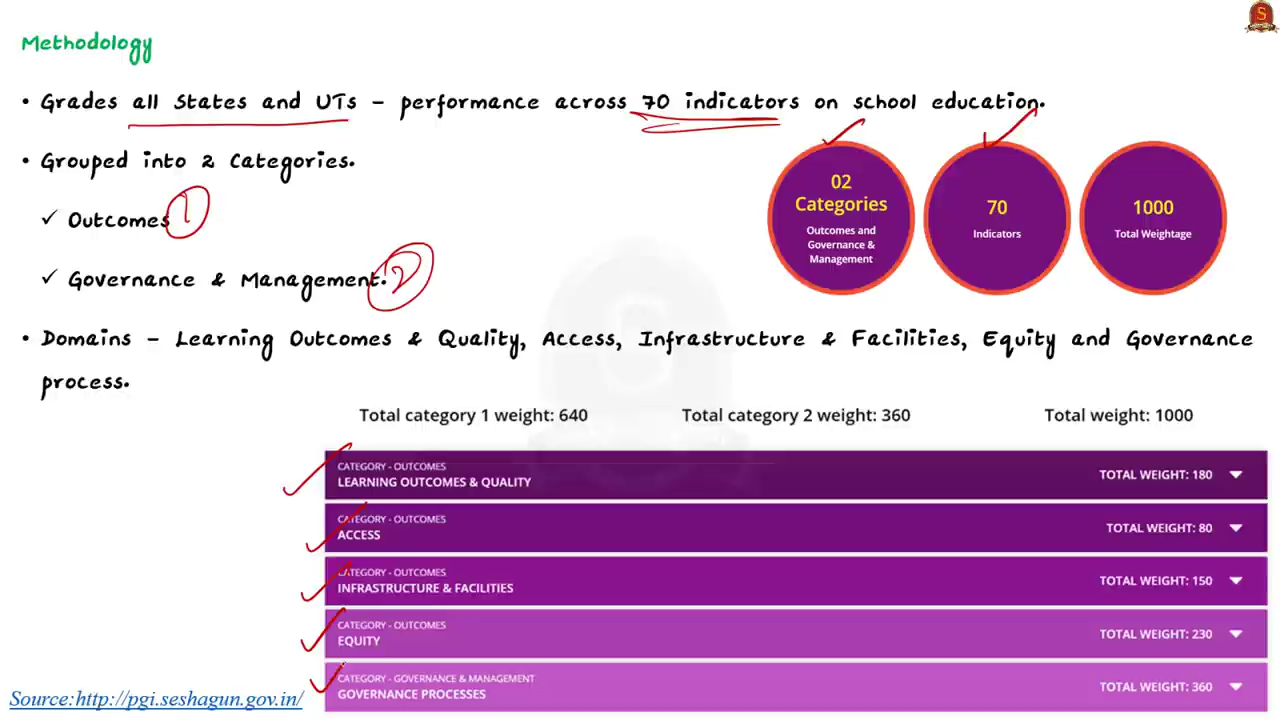 Methodology
• Grades all States and UTs – performance across 70 indicators on school education.
• Grouped into 2 Categories.
✓ Outcomes 1
✓ Governance & Management. 2
02
Categories
Outcomes and
Governance &
Management
70
Indicators
1000
Total Weightage
• Domains – Learning Outcomes & Quality, Access, Infrastructure & Facilities, Equity and Governance
process.
Total category 1 weight: 640 Total category 2 weight: 360 Total weight: 1000
CATEGORY - OUTCOMES
LEARNING OUTCOMES & QUALITY TOTAL WEIGHT: 180
CATEGORY - OUTCOMES
ACCESS TOTAL WEIGHT: 80
CATEGORY - OUTCOMES
INFRASTRUCTURE & FACILITIES TOTAL WEIGHT: 150
CATEGORY - OUTCOMES
EQUITY TOTAL WEIGHT: 230
CATEGORY - GOVERNANCE & MANAGEMENT
GOVERNANCE PROCESSES TOTAL WEIGHT: 360
Source:http://pgi.seshagun.gov.in/
S